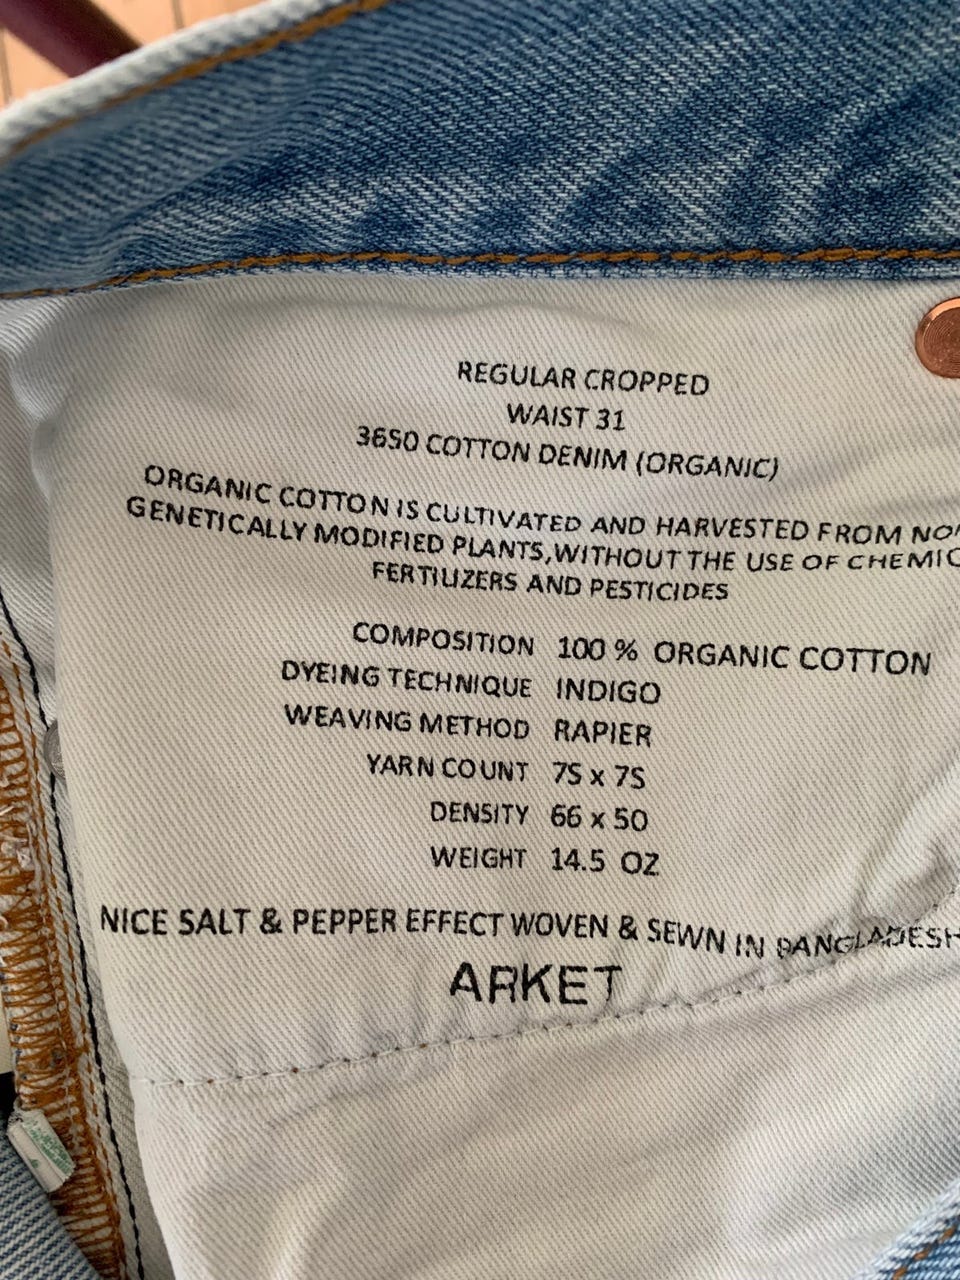 REGULAR CROPPED
WAIST 31
3650 COTTON DENIM (ORGANIC)
ORGANIC COTTON IS CULTIVATED AND HARVESTED FROM
GENETICALLY MODIFIED PLANTS, WITHOUT THE USE OF CHEMIC
FERTILIZERS AND PESTICIDES
COMPOSITION 100 % ORGANIC COTTON
DYEING TECHNIQUE INDIGO
WEAVING METHOD RAPIER
YARN COUNT 7S x 7S
DENSITY 66 x 50
WEIGHT 14.5 OZ
NICE SALT & PEPPER EFFECT WOVEN & SEWN IN BANGLADESH
ARKET